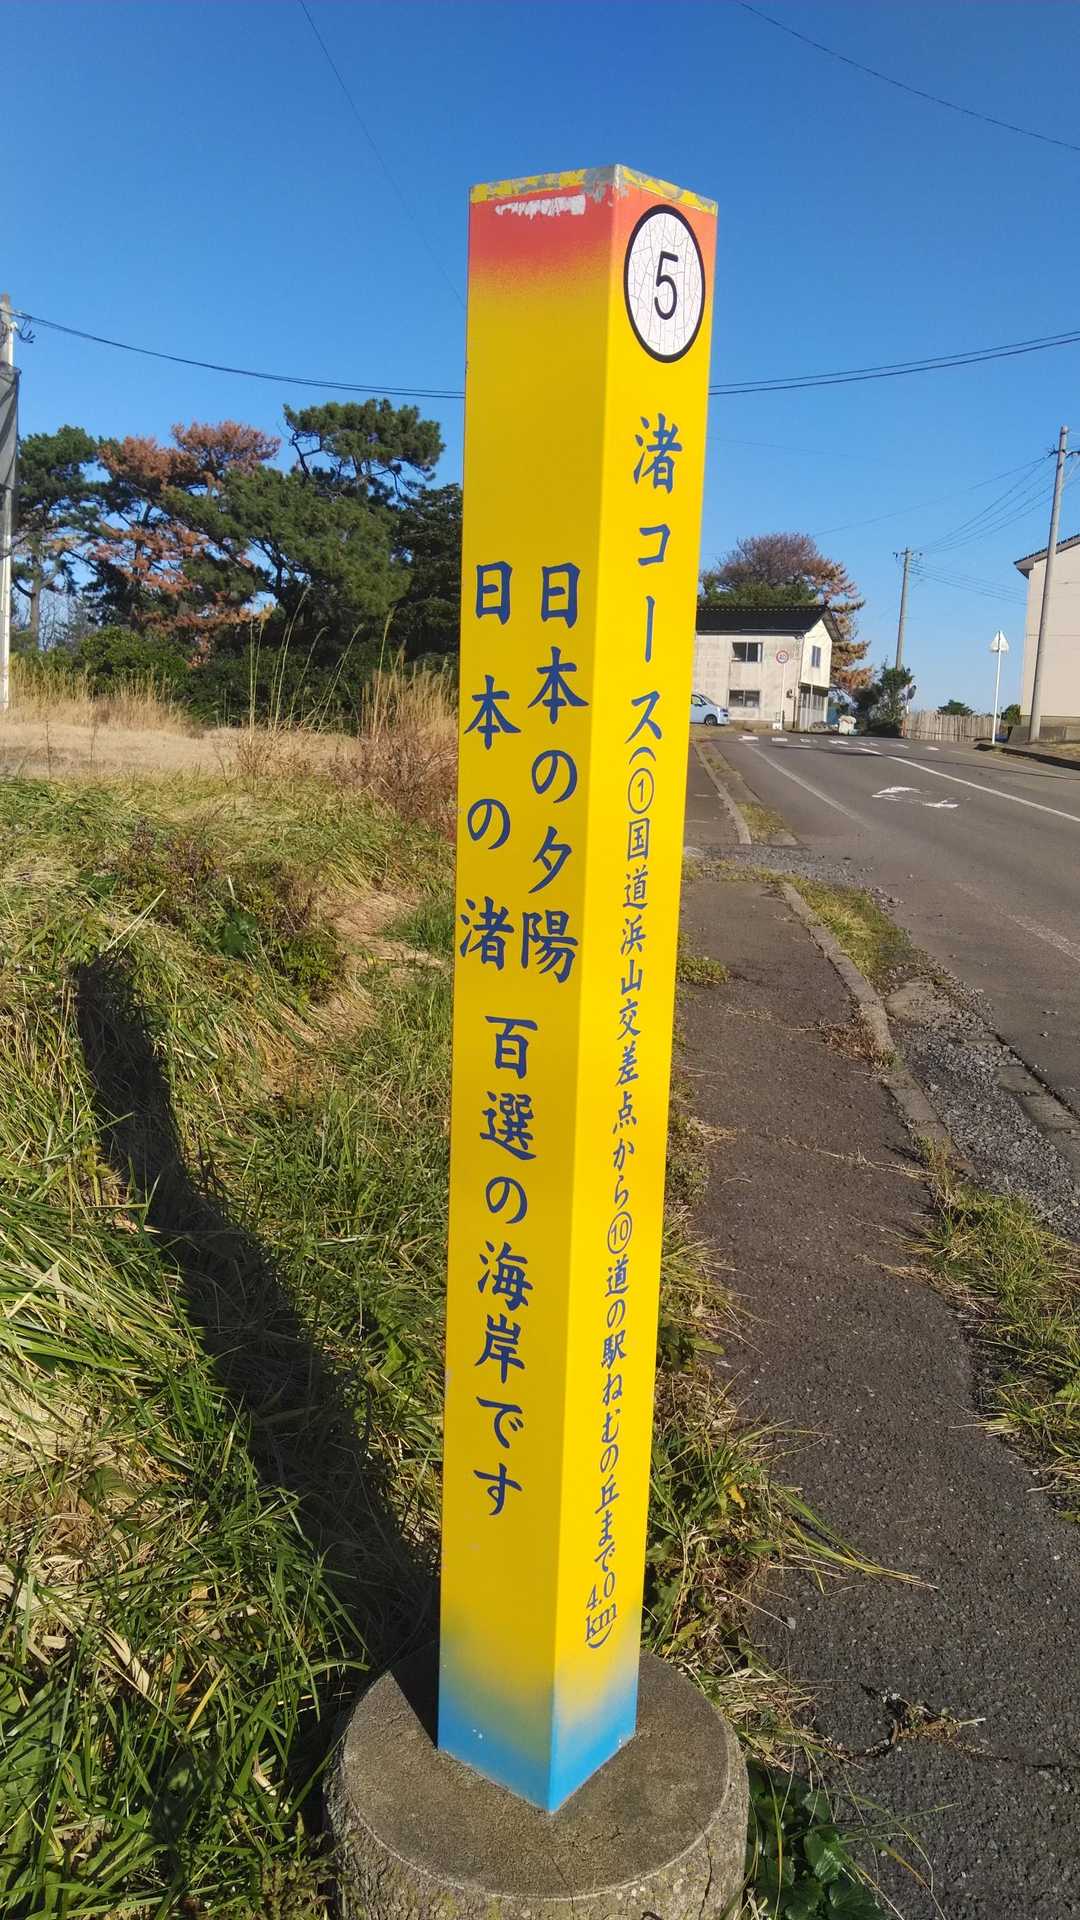 5
渚コース(①国道浜山交差点から⑩道の駅ねむの丘まで4.0km)
日本の夕陽
日本の渚
百選の海岸です
40